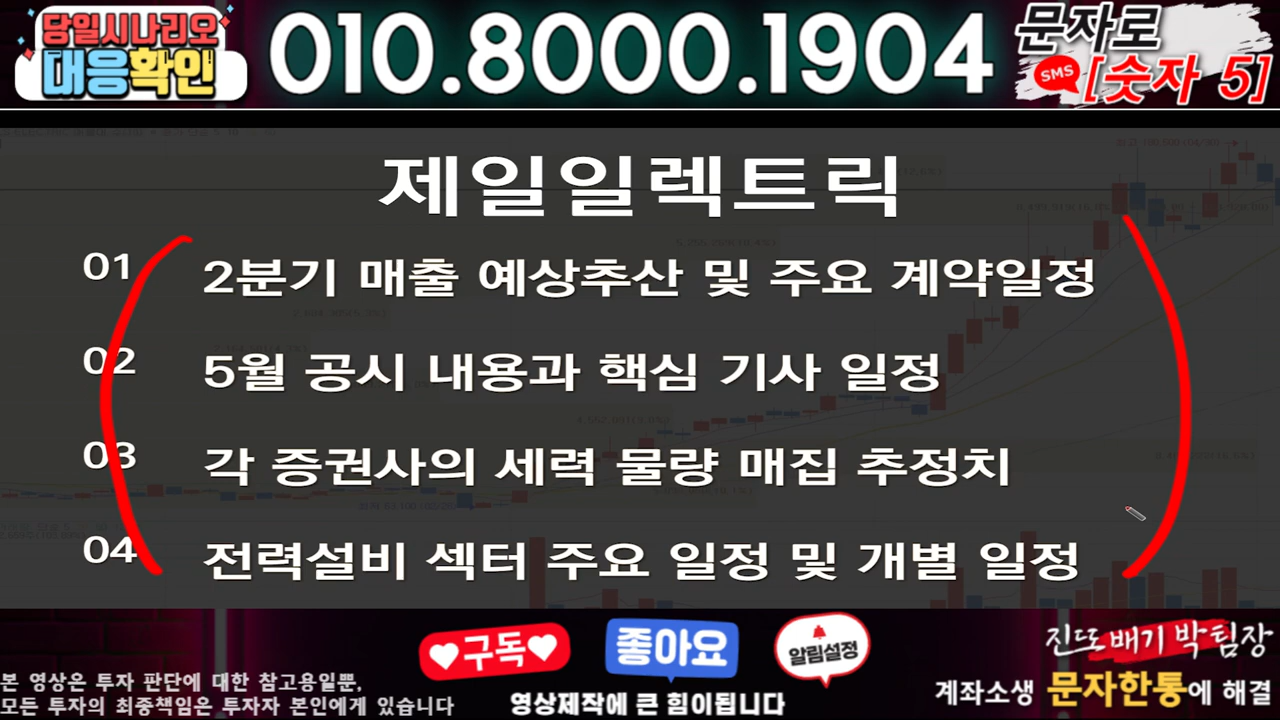 당일시나리오
대응확인
010.8000.1904
문자로
SMS
[숫자 5]
제일일렉트릭
01 2분기 매출 예상추산 및 주요 계약일정
02 5월 공시 내용과 핵심 기사 일정
03 각 증권사의 세력 물량 매집 추정치
04 전력설비 섹터 주요 일정 및 개별 일정
구독
좋아요
알림설정
영상제작에 큰 힘이됩니다
본 영상은 투자 판단에 대한 참고용일뿐,
모든 투자의 최종책임은 투자자 본인에게 있습니다
진또배기 박팀장
계좌소생 문자한통에 해결